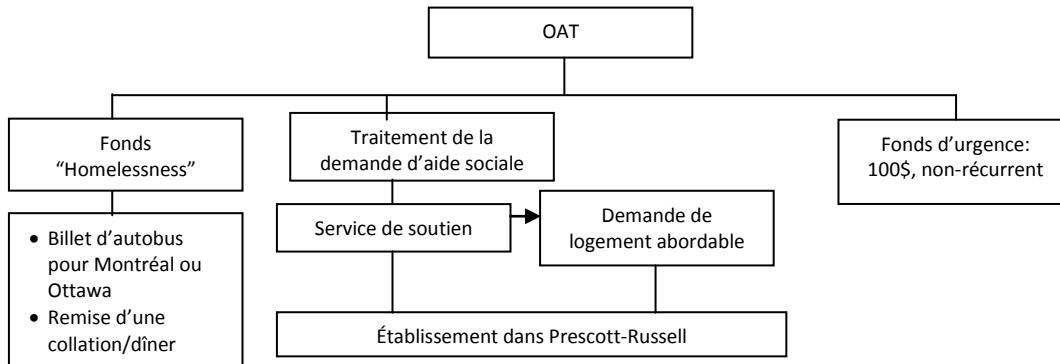 OAT
Fonds
“Homelessness”
Traitement de la
demande d’aide sociale
Fonds d’urgence:
100$, non-récurrent
• Billet d’autobus
pour Montréal ou
Ottawa
• Remise d’une
collation/dîner
Service de soutien
Demande de
logement abordable
Établissement dans Prescott-Russell